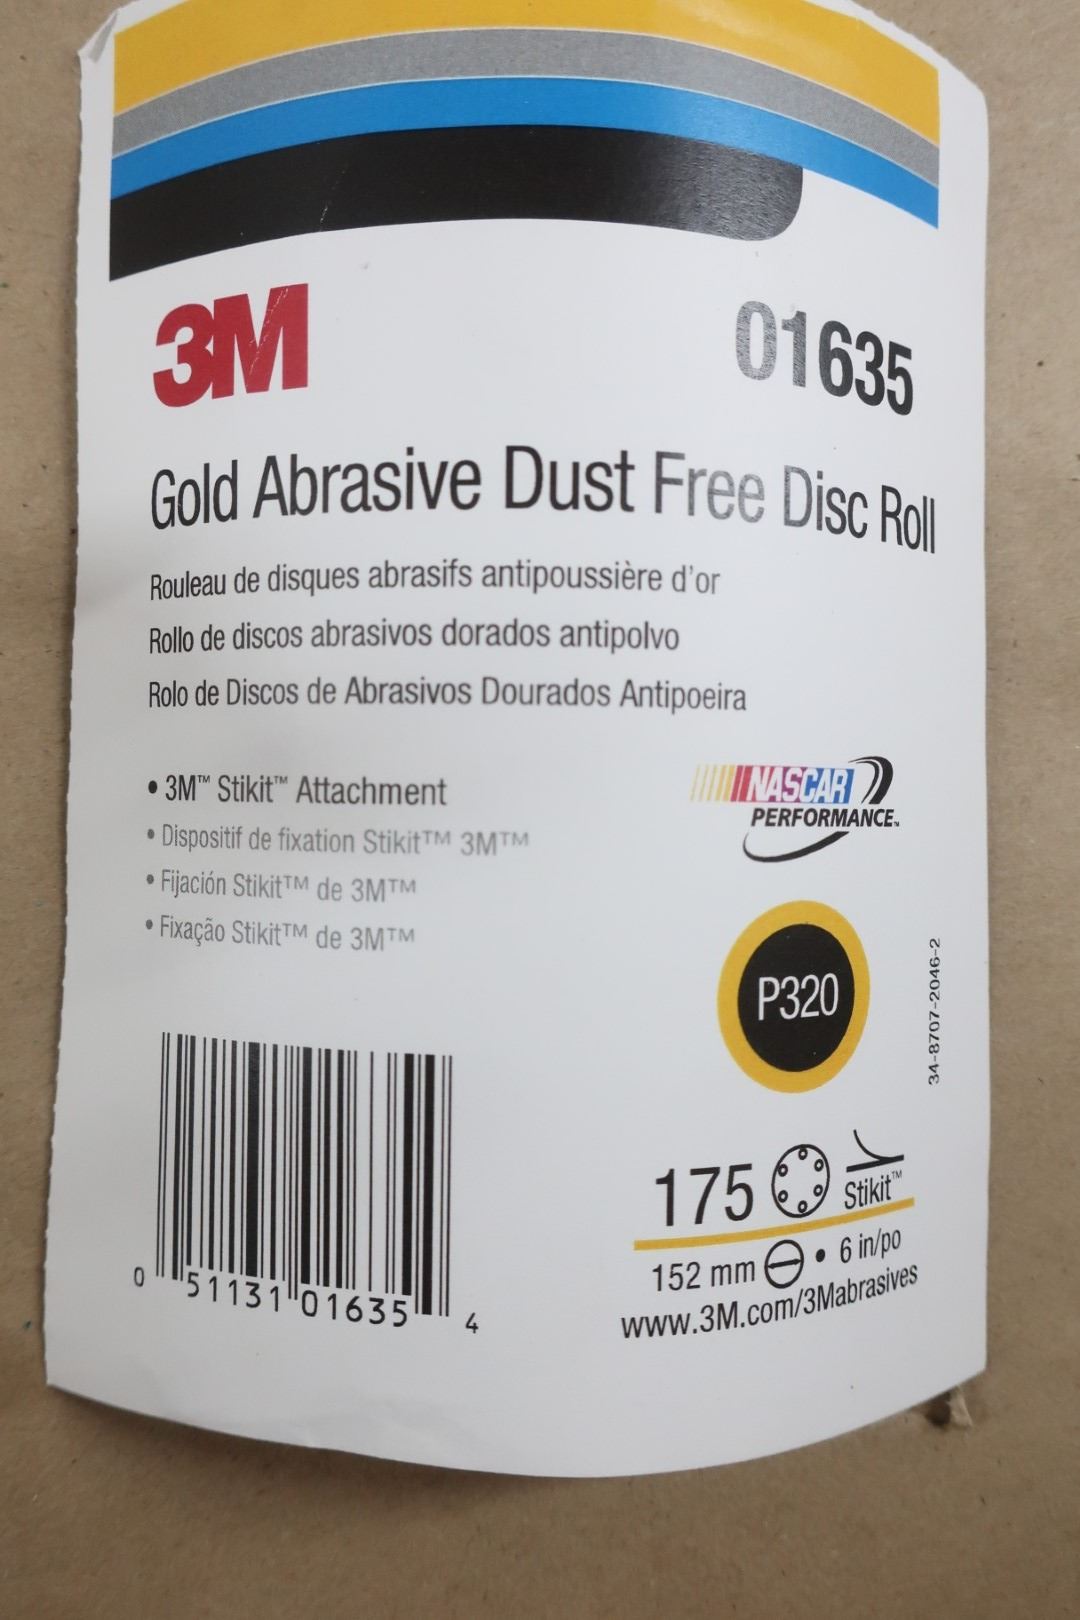 3M
01635
Gold Abrasive Dust Free Disc Roll
Rouleau de disques abrasifs antipoussière d'or
Rollo de discos abrasivos dorados antipolvo
Rolo de Discos de Abrasivos Dourados Antipoeira
• 3M™ Stikit™ Attachment
• Dispositif de fixation Stikit™ 3M™
• Fijación Stikit™ de 3M™
• Fixação Stikit™ de 3M™
NASCAR
PERFORMANCE™
P320
34-8707-2046-2
175 Stikit™
152 mm • 6 in/po
www.3M.com/3Mabrasives
0 51131 01635 4